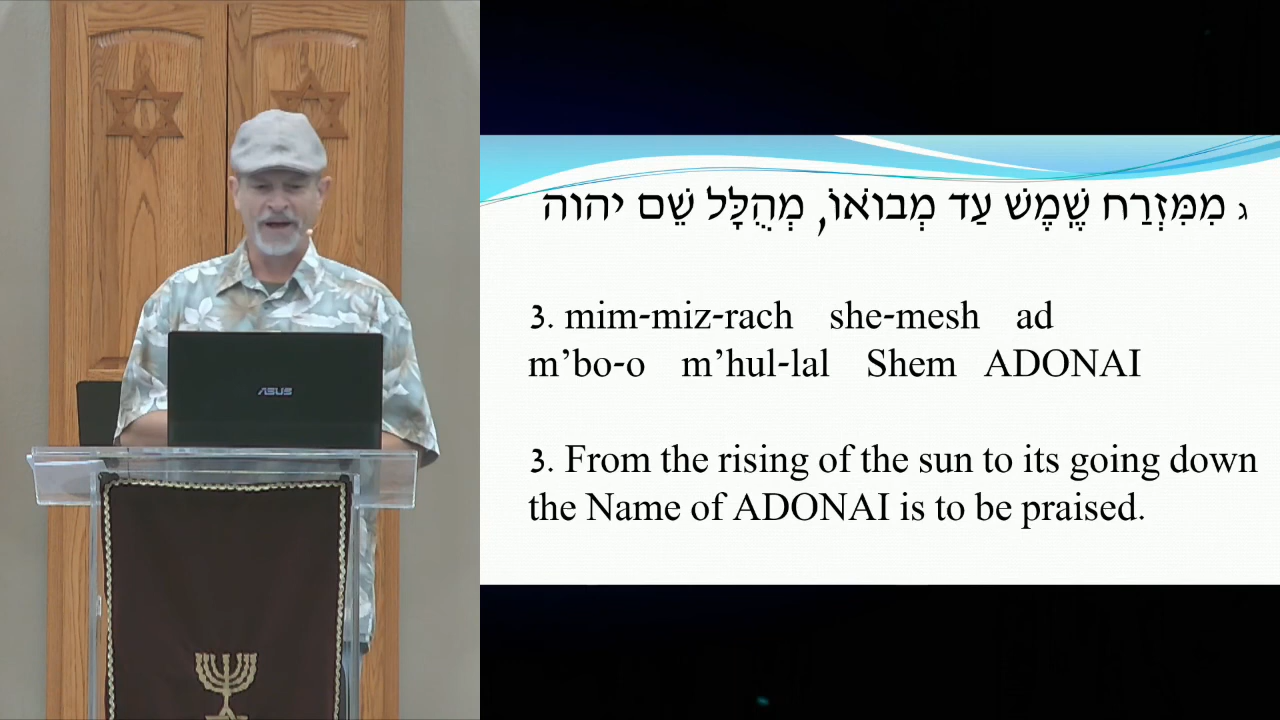 ASUS
ג מִמִּזְרַח שֶׁמֶשׁ עַד מְבוֹאוֹ, מְהֻלָּל שֵׁם יהוה
3. mim-miz-rach she-mesh ad
m’bo-o m’hul-lal Shem ADONAI
3. From the rising of the sun to its going down
the Name of ADONAI is to be praised.